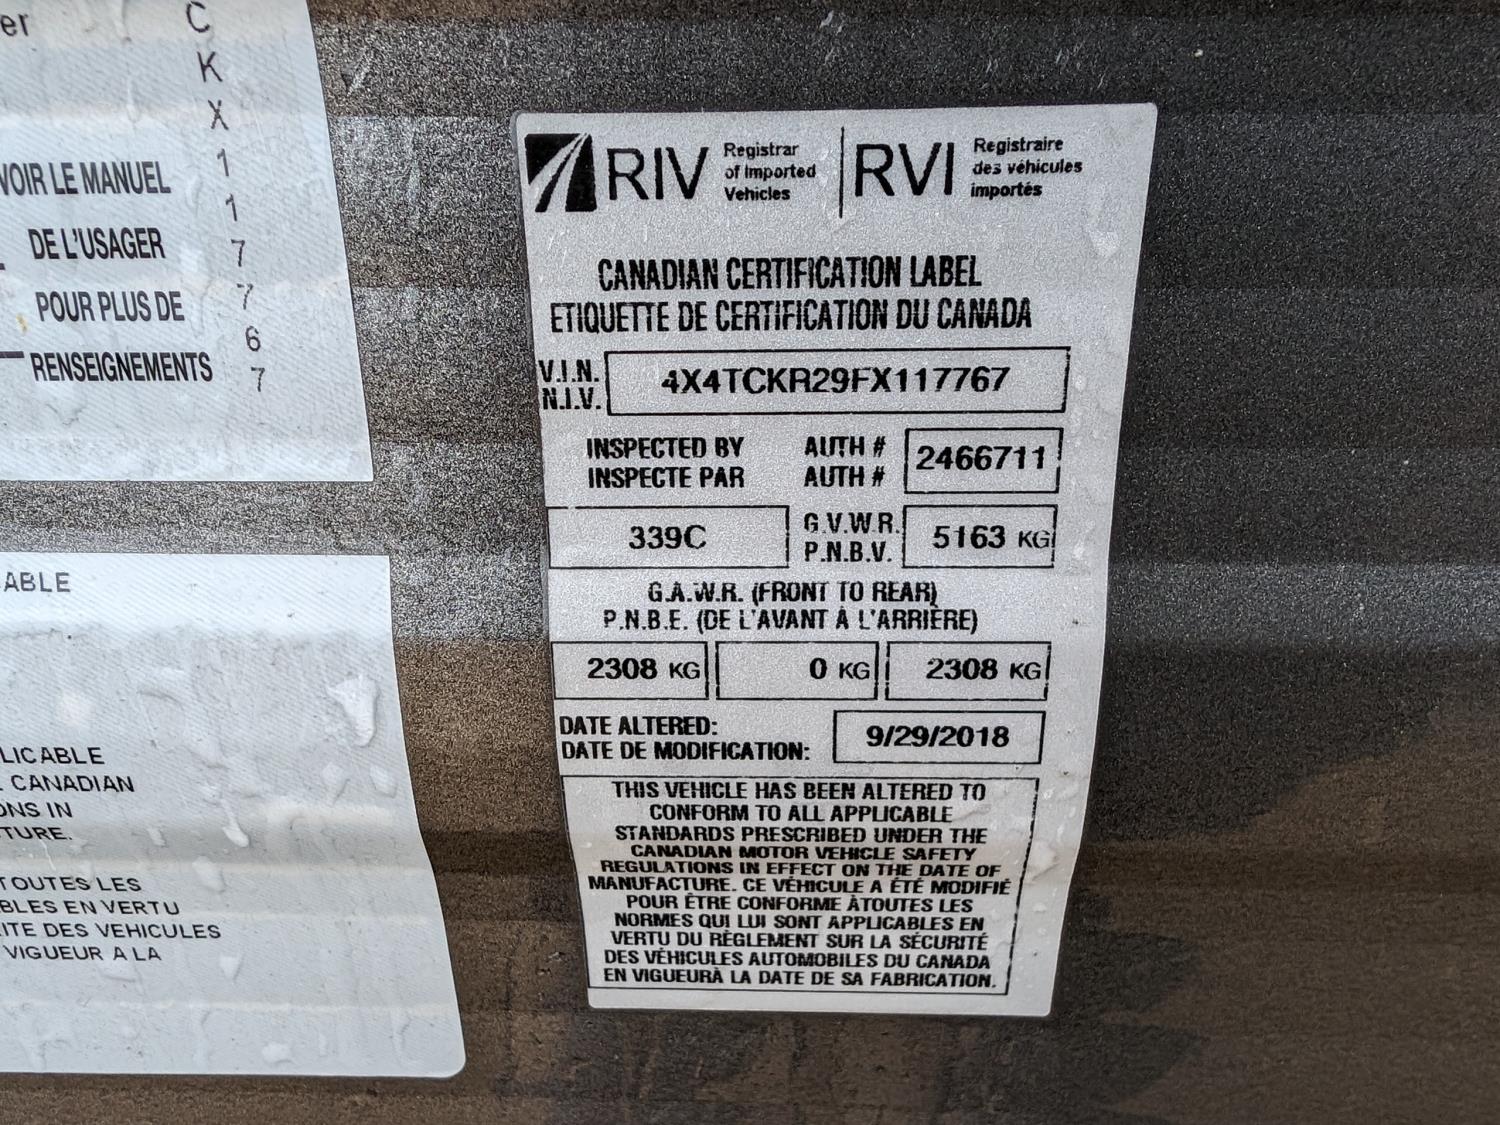 er
C
K
X
1
1
7
7
6
7
VOIR LE MANUEL
DE L'USAGER
POUR PLUS DE
RENSEIGNEMENTS
ABLE
LICABLE
CANADIAN
ONS IN
TURE.
TOUTES LES
BLES EN VERTU
ITE DES VEHICULES
VIGUEUR A LA
RIV Registrar of Imported Vehicles
RVI Registraire des véhicules importés
CANADIAN CERTIFICATION LABEL
ETIQUETTE DE CERTIFICATION DU CANADA
V.I.N.
N.I.V.
4X4TCKR29FX117767
INSPECTED BY AUTH #
INSPECTE PAR AUTH #
2466711
339C
G.V.W.R.
P.N.B.V.
5163 KG
G.A.W.R. (FRONT TO REAR)
P.N.B.E. (DE L'AVANT À L'ARRIÈRE)
2308 KG 0 KG 2308 KG
DATE ALTERED:
DATE DE MODIFICATION:
9/29/2018
THIS VEHICLE HAS BEEN ALTERED TO
CONFORM TO ALL APPLICABLE
STANDARDS PRESCRIBED UNDER THE
CANADIAN MOTOR VEHICLE SAFETY
REGULATIONS IN EFFECT ON THE DATE OF
MANUFACTURE. CE VÉHICULE A ÉTÉ MODIFIÉ
POUR ÊTRE CONFORME ÀTOUTES LES
NORMES QUI LUI SONT APPLICABLES EN
VERTU DU RÈGLEMENT SUR LA SÉCURITÉ
DES VÉHICULES AUTOMOBILES DU CANADA
EN VIGUEURÀ LA DATE DE SA FABRICATION.